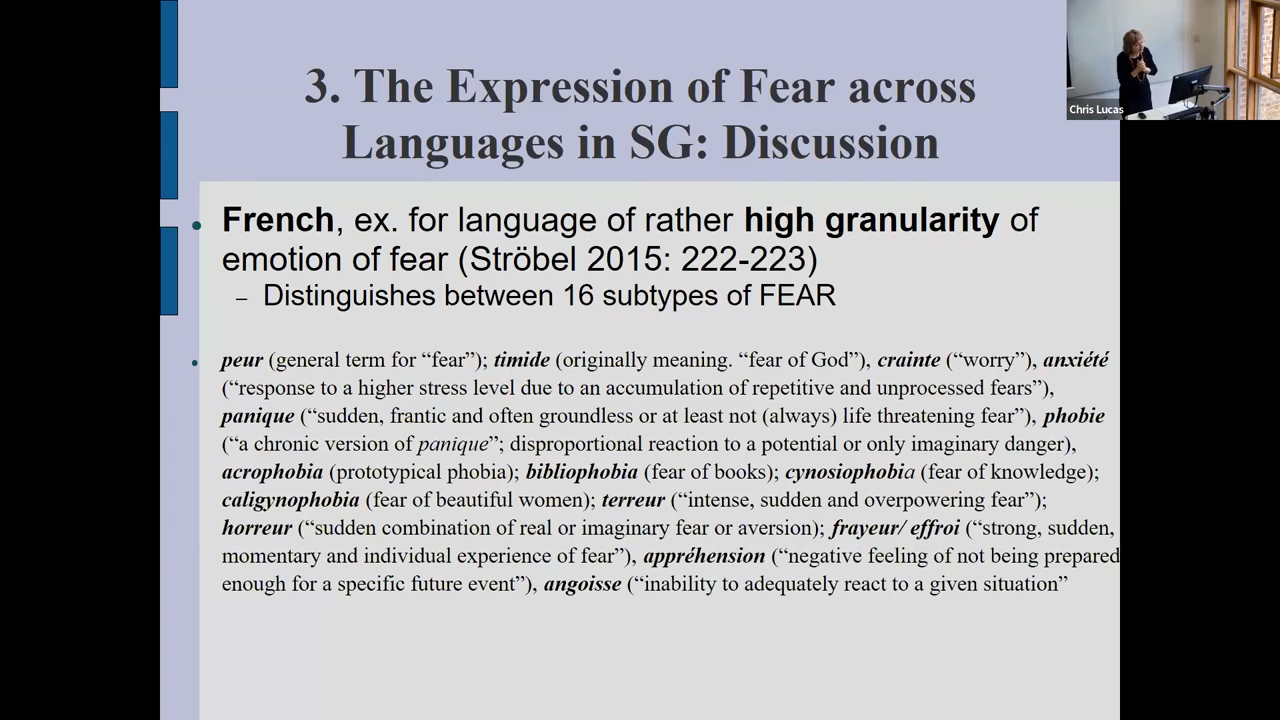 3. The Expression of Fear across
Languages in SG: Discussion
Chris Lucas
• French, ex. for language of rather high granularity of
emotion of fear (Ströbel 2015: 222-223)
– Distinguishes between 16 subtypes of FEAR
• peur (general term for “fear”); timide (originally meaning. “fear of God”), crainte (“worry”), anxiété
(“response to a higher stress level due to an accumulation of repetitive and unprocessed fears”),
panique (“sudden, frantic and often groundless or at least not (always) life threatening fear”), phobie
(“a chronic version of panique”; disproportional reaction to a potential or only imaginary danger),
acrophobia (prototypical phobia); bibliophobia (fear of books); cynosiophobia (fear of knowledge);
caligynophobia (fear of beautiful women); terreur (“intense, sudden and overpowering fear”);
horreur (“sudden combination of real or imaginary fear or aversion); frayeur/ effroi (“strong, sudden,
momentary and individual experience of fear”), appréhension (“negative feeling of not being prepared
enough for a specific future event”), angoisse (“inability to adequately react to a given situation”